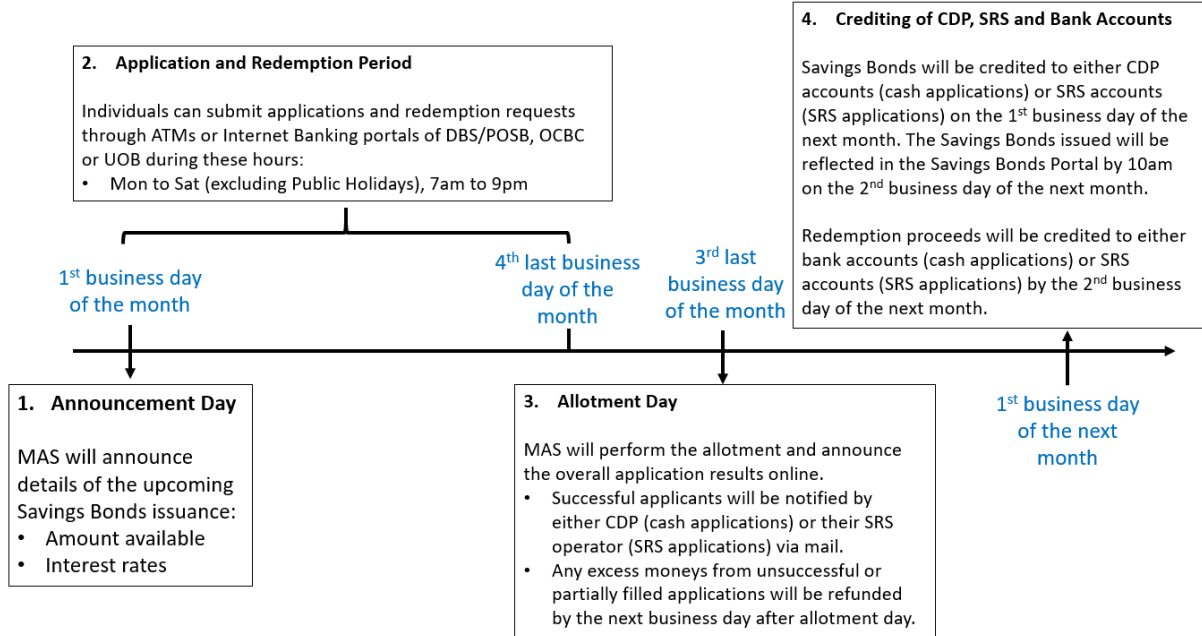 2. Application and Redemption Period
Individuals can submit applications and redemption requests
through ATMs or Internet Banking portals of DBS/POSB, OCBC
or UOB during these hours:
• Mon to Sat (excluding Public Holidays), 7am to 9pm
4. Crediting of CDP, SRS and Bank Accounts
Savings Bonds will be credited to either CDP
accounts (cash applications) or SRS accounts
(SRS applications) on the 1st business day of the
next month. The Savings Bonds issued will be
reflected in the Savings Bonds Portal by 10am
on the 2nd business day of the next month.
Redemption proceeds will be credited to either
bank accounts (cash applications) or SRS
accounts (SRS applications) by the 2nd business
day of the next month.
1st business day
of the month
4th last business
day of the
month
3rd last
business day
of the month
1. Announcement Day
MAS will announce
details of the upcoming
Savings Bonds issuance:
• Amount available
• Interest rates
3. Allotment Day
MAS will perform the allotment and announce
the overall application results online.
• Successful applicants will be notified by
either CDP (cash applications) or their SRS
operator (SRS applications) via mail.
• Any excess moneys from unsuccessful or
partially filled applications will be refunded
by the next business day after allotment day.
1st business day
of the next
month